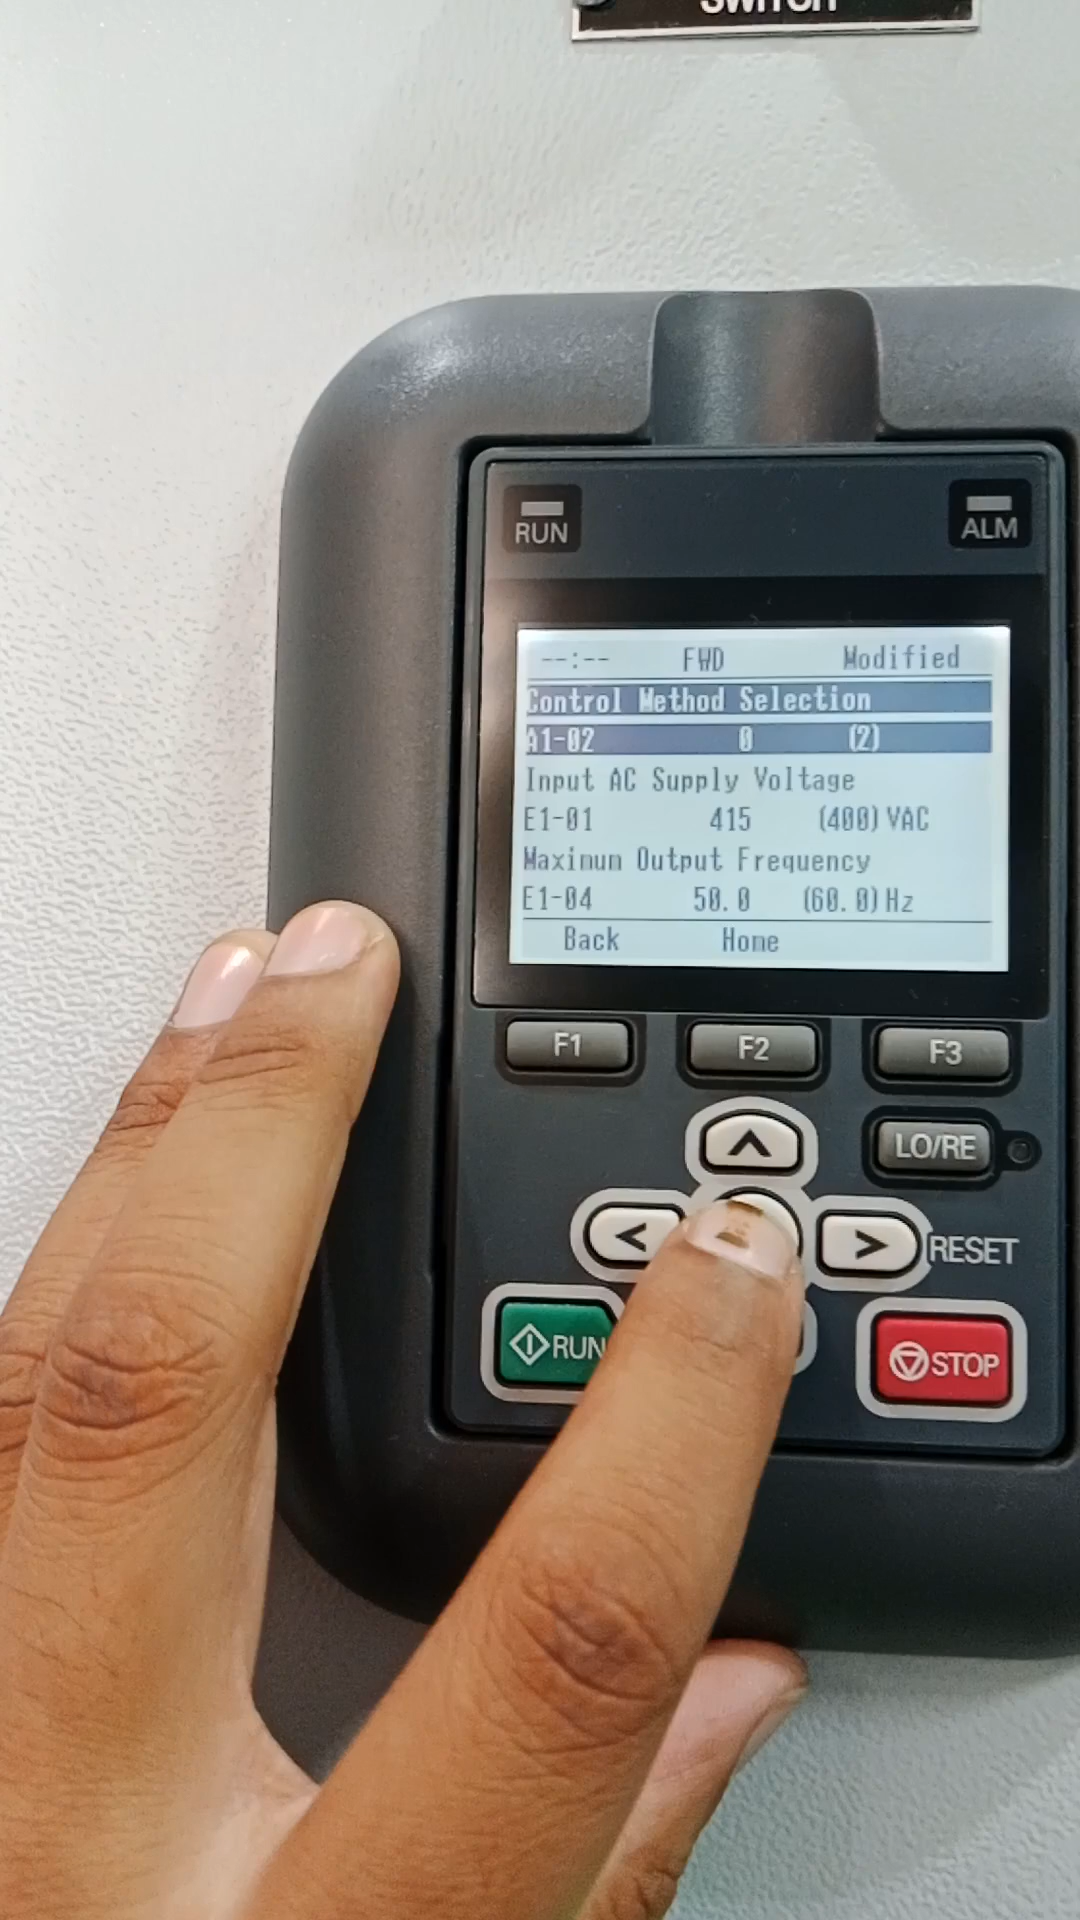 SWITCH
RUN
ALM
--:-- FWD Modified
Control Method Selection
A1-02 0 (2)
Input AC Supply Voltage
E1-01 415 (400) VAC
Maximum Output Frequency
E1-04 50.0 (60.0) Hz
Back Home
F1 F2 F3
LO/RE
RESET
RUN
STOP